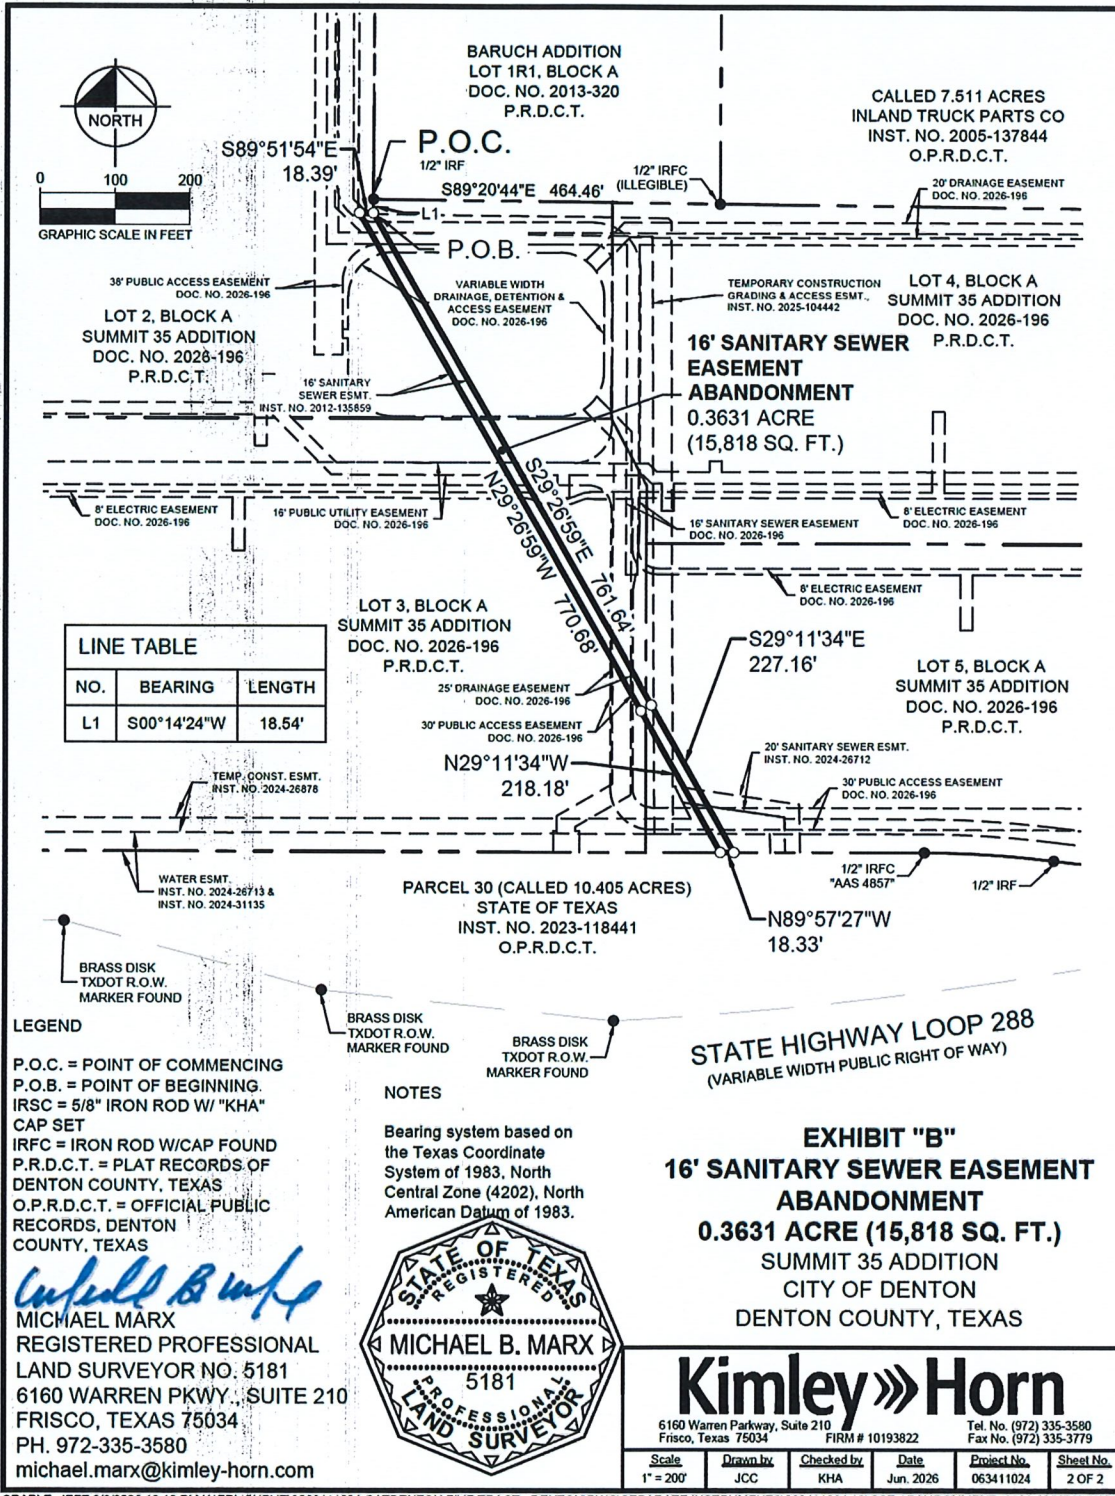 BARUCH ADDITION
LOT 1R1, BLOCK A
DOC. NO. 2013-320
P.R.D.C.T.
CALLED 7.511 ACRES
INLAND TRUCK PARTS CO
INST. NO. 2005-137844
O.P.R.D.C.T.
NORTH
0 100 200
GRAPHIC SCALE IN FEET
S89°51'54"E
18.39'
P.O.C.
1/2" IRF
S89°20'44"E 464.46'
1/2" IRFC
(ILLEGIBLE)
20' DRAINAGE EASEMENT
DOC. NO. 2026-196
L1
P.O.B.
38' PUBLIC ACCESS EASEMENT
DOC. NO. 2026-196
VARIABLE WIDTH
DRAINAGE, DETENTION &
ACCESS EASEMENT
DOC. NO. 2026-196
TEMPORARY CONSTRUCTION
GRADING & ACCESS ESMT.,
INST. NO. 2025-104442
LOT 4, BLOCK A
SUMMIT 35 ADDITION
DOC. NO. 2026-196
P.R.D.C.T.
LOT 2, BLOCK A
SUMMIT 35 ADDITION
DOC. NO. 2026-196
P.R.D.C.T.
16' SANITARY SEWER
EASEMENT
ABANDONMENT
0.3631 ACRE
(15,818 SQ. FT.)
16' SANITARY
SEWER ESMT.
INST. NO. 2012-135859
S29°26'59"E 761.64'
N29°26'59"W 770.68'
8' ELECTRIC EASEMENT
DOC. NO. 2026-196
16' PUBLIC UTILITY EASEMENT
DOC. NO. 2026-196
16' SANITARY SEWER EASEMENT
DOC. NO. 2026-196
8' ELECTRIC EASEMENT
DOC. NO. 2026-196
8' ELECTRIC EASEMENT
DOC. NO. 2026-196
LOT 3, BLOCK A
SUMMIT 35 ADDITION
DOC. NO. 2026-196
P.R.D.C.T.
LINE TABLE
NO. BEARING LENGTH
L1 S00°14'24"W 18.54'
S29°11'34"E
227.16'
LOT 5, BLOCK A
SUMMIT 35 ADDITION
DOC. NO. 2026-196
P.R.D.C.T.
25' DRAINAGE EASEMENT
DOC. NO. 2026-196
30' PUBLIC ACCESS EASEMENT
DOC. NO. 2026-196
N29°11'34"W
218.18'
20' SANITARY SEWER ESMT.
INST. NO. 2024-26712
30' PUBLIC ACCESS EASEMENT
DOC. NO. 2026-196
TEMP. CONST. ESMT.
INST. NO. 2024-26878
WATER ESMT.
INST. NO. 2024-26713 &
INST. NO. 2024-31135
PARCEL 30 (CALLED 10.405 ACRES)
STATE OF TEXAS
INST. NO. 2023-118441
O.P.R.D.C.T.
1/2" IRFC
"AAS 4857"
1/2" IRF
N89°57'27"W
18.33'
BRASS DISK
TXDOT R.O.W.
MARKER FOUND
BRASS DISK
TXDOT R.O.W.
MARKER FOUND
BRASS DISK
TXDOT R.O.W.
MARKER FOUND
STATE HIGHWAY LOOP 288
(VARIABLE WIDTH PUBLIC RIGHT OF WAY)
LEGEND
P.O.C. = POINT OF COMMENCING
P.O.B. = POINT OF BEGINNING.
IRSC = 5/8" IRON ROD W/ "KHA"
CAP SET
IRFC = IRON ROD W/CAP FOUND
P.R.D.C.T. = PLAT RECORDS OF
DENTON COUNTY, TEXAS
O.P.R.D.C.T. = OFFICIAL PUBLIC
RECORDS, DENTON
COUNTY, TEXAS
NOTES
Bearing system based on
the Texas Coordinate
System of 1983, North
Central Zone (4202), North
American Datum of 1983.
MICHAEL MARX
REGISTERED PROFESSIONAL
LAND SURVEYOR NO. 5181
6160 WARREN PKWY., SUITE 210
FRISCO, TEXAS 75034
PH. 972-335-3580
michael.marx@kimley-horn.com
STATE OF TEXAS
REGISTERED
MICHAEL B. MARX
5181
PROFESSIONAL
LAND SURVEYOR
EXHIBIT "B"
16' SANITARY SEWER EASEMENT
ABANDONMENT
0.3631 ACRE (15,818 SQ. FT.)
SUMMIT 35 ADDITION
CITY OF DENTON
DENTON COUNTY, TEXAS
Kimley»Horn
6160 Warren Parkway, Suite 210
Frisco, Texas 75034 FIRM # 10193822
Tel. No. (972) 335-3580
Fax No. (972) 335-3779
Scale Drawn by Checked by Date Project No. Sheet No.
1" = 200' JCC KHA Jun. 2026 063411024 2 OF 2